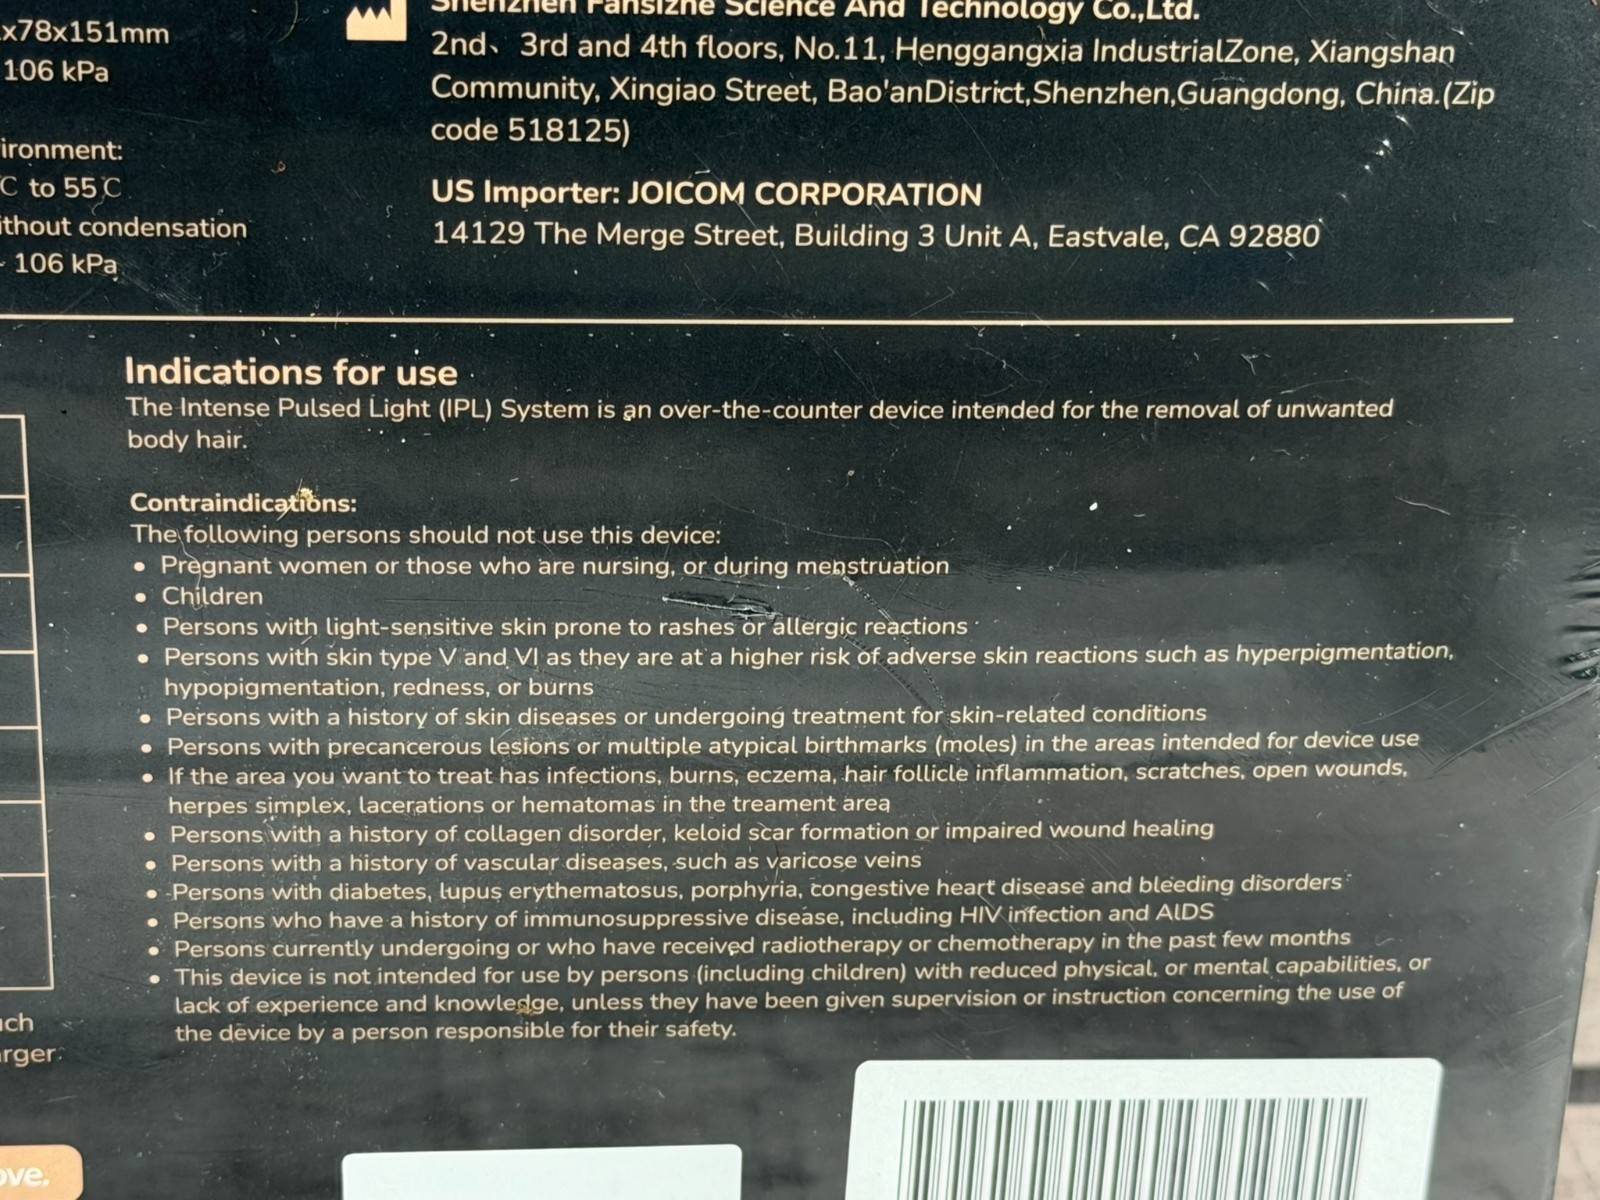 x78x151mm
106 kPa
ironment:
℃ to 55℃
ithout condensation
- 106 kPa
Shenzhen Fansizhe Science And Technology Co.,Ltd.
2nd、3rd and 4th floors, No.11, Henggangxia IndustrialZone, Xiangshan
Community, Xingiao Street, Bao'anDistrict,Shenzhen,Guangdong, China.(Zip
code 518125)
US Importer: JOICOM CORPORATION
14129 The Merge Street, Building 3 Unit A, Eastvale, CA 92880
Indications for use
The Intense Pulsed Light (IPL) System is an over-the-counter device intended for the removal of unwanted
body hair.
Contraindications:
The following persons should not use this device:
• Pregnant women or those who are nursing, or during menstruation
• Children
• Persons with light-sensitive skin prone to rashes or allergic reactions
• Persons with skin type V and VI as they are at a higher risk of adverse skin reactions such as hyperpigmentation,
hypopigmentation, redness, or burns
• Persons with a history of skin diseases or undergoing treatment for skin-related conditions
• Persons with precancerous lesions or multiple atypical birthmarks (moles) in the areas intended for device use
• If the area you want to treat has infections, burns, eczema, hair follicle inflammation, scratches, open wounds,
herpes simplex, lacerations or hematomas in the treament area
• Persons with a history of collagen disorder, keloid scar formation or impaired wound healing
• Persons with a history of vascular diseases, such as varicose veins
• Persons with diabetes, lupus erythematosus, porphyria, congestive heart disease and bleeding disorders
• Persons who have a history of immunosuppressive disease, including HIV infection and AIDS
• Persons currently undergoing or who have received radiotherapy or chemotherapy in the past few months
• This device is not intended for use by persons (including children) with reduced physical, or mental capabilities, or
lack of experience and knowledge, unless they have been given supervision or instruction concerning the use of
the device by a person responsible for their safety.
uch
arger.
ove.